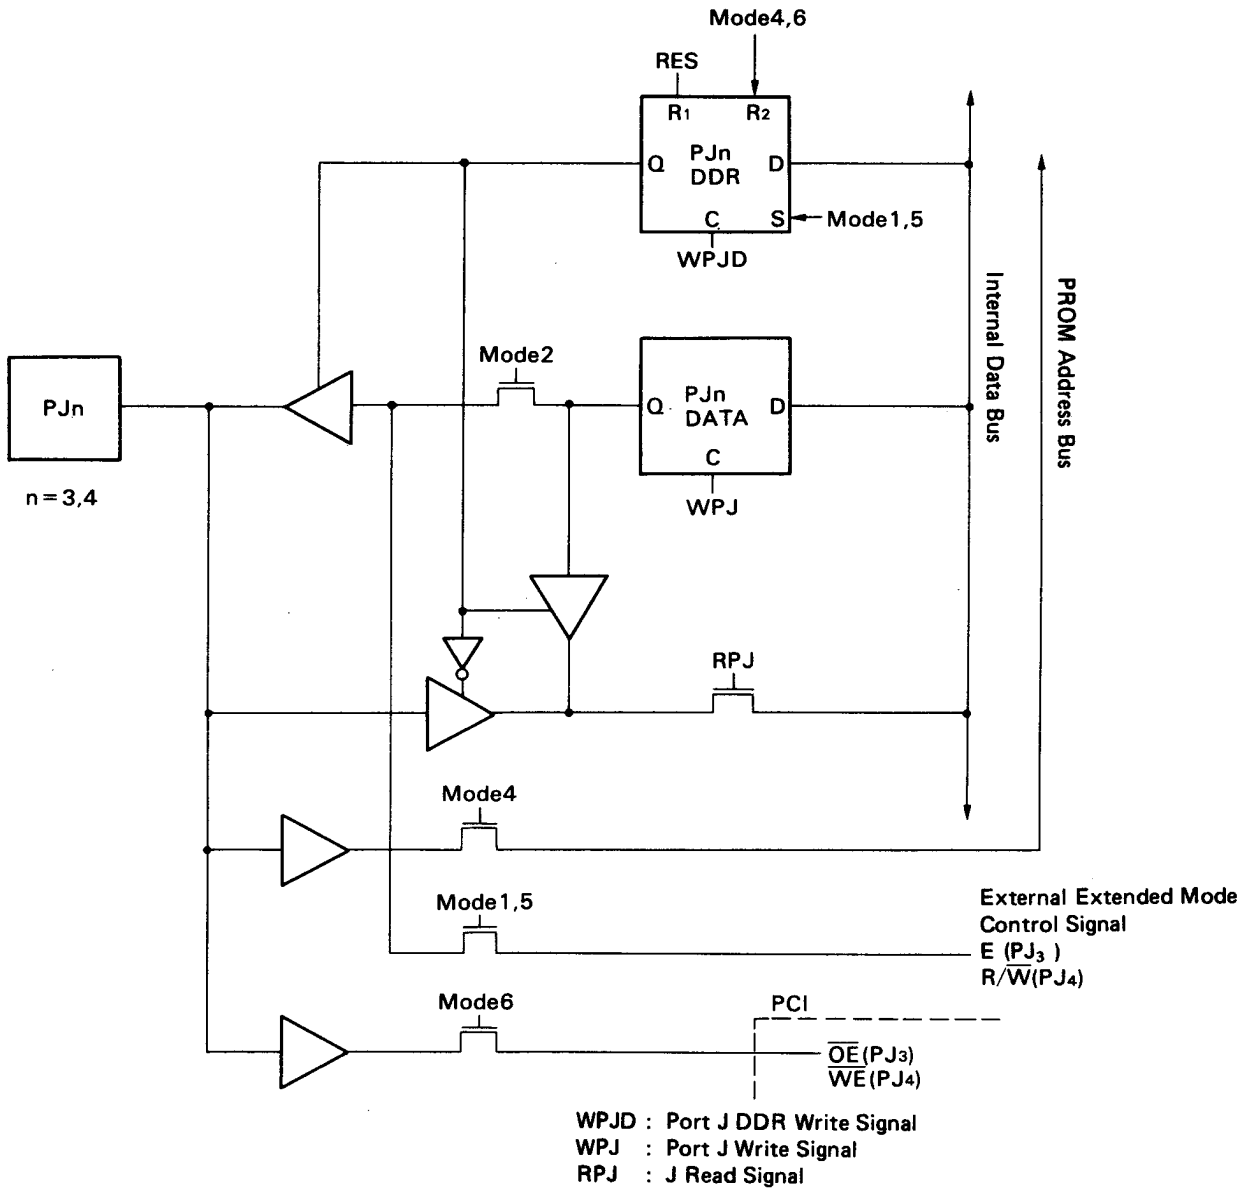 Mode4,6
RES
R1 R2
Q PJn DDR D
C S
Mode1,5
WPJD
Internal Data Bus
PROM Address Bus
Mode2
PJn
n=3,4
Q PJn DATA D
C
WPJ
RPJ
Mode4
Mode1,5
External Extended Mode
Control Signal
E (PJ3 )
R/W̅(PJ4)
Mode6
PCI
O̅E̅(PJ3)
W̅E̅(PJ4)
WPJD : Port J DDR Write Signal
WPJ : Port J Write Signal
RPJ : J Read Signal